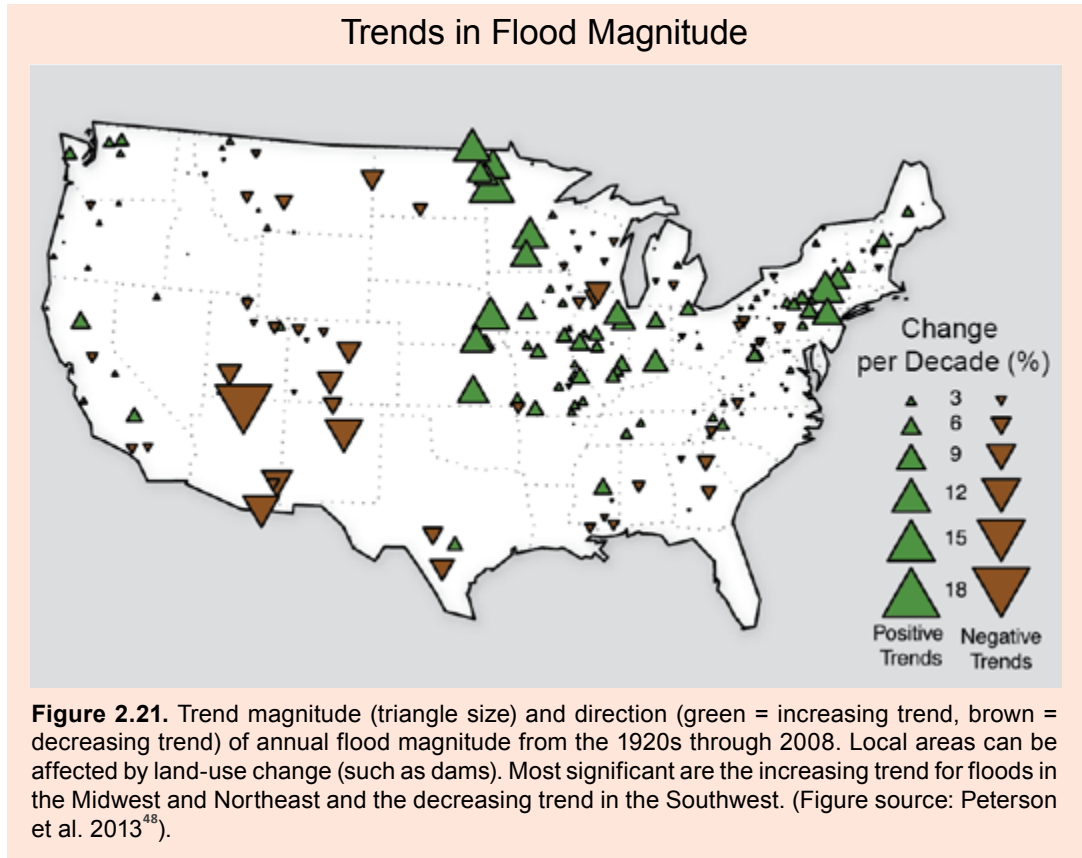 Trends in Flood Magnitude
Change
per Decade (%)
3
6
9
12
15
18
Positive Negative
Trends Trends
Figure 2.21. Trend magnitude (triangle size) and direction (green = increasing trend, brown =
decreasing trend) of annual flood magnitude from the 1920s through 2008. Local areas can be
affected by land-use change (such as dams). Most significant are the increasing trend for floods in
the Midwest and Northeast and the decreasing trend in the Southwest. (Figure source: Peterson
et al. 2013⁴⁸).